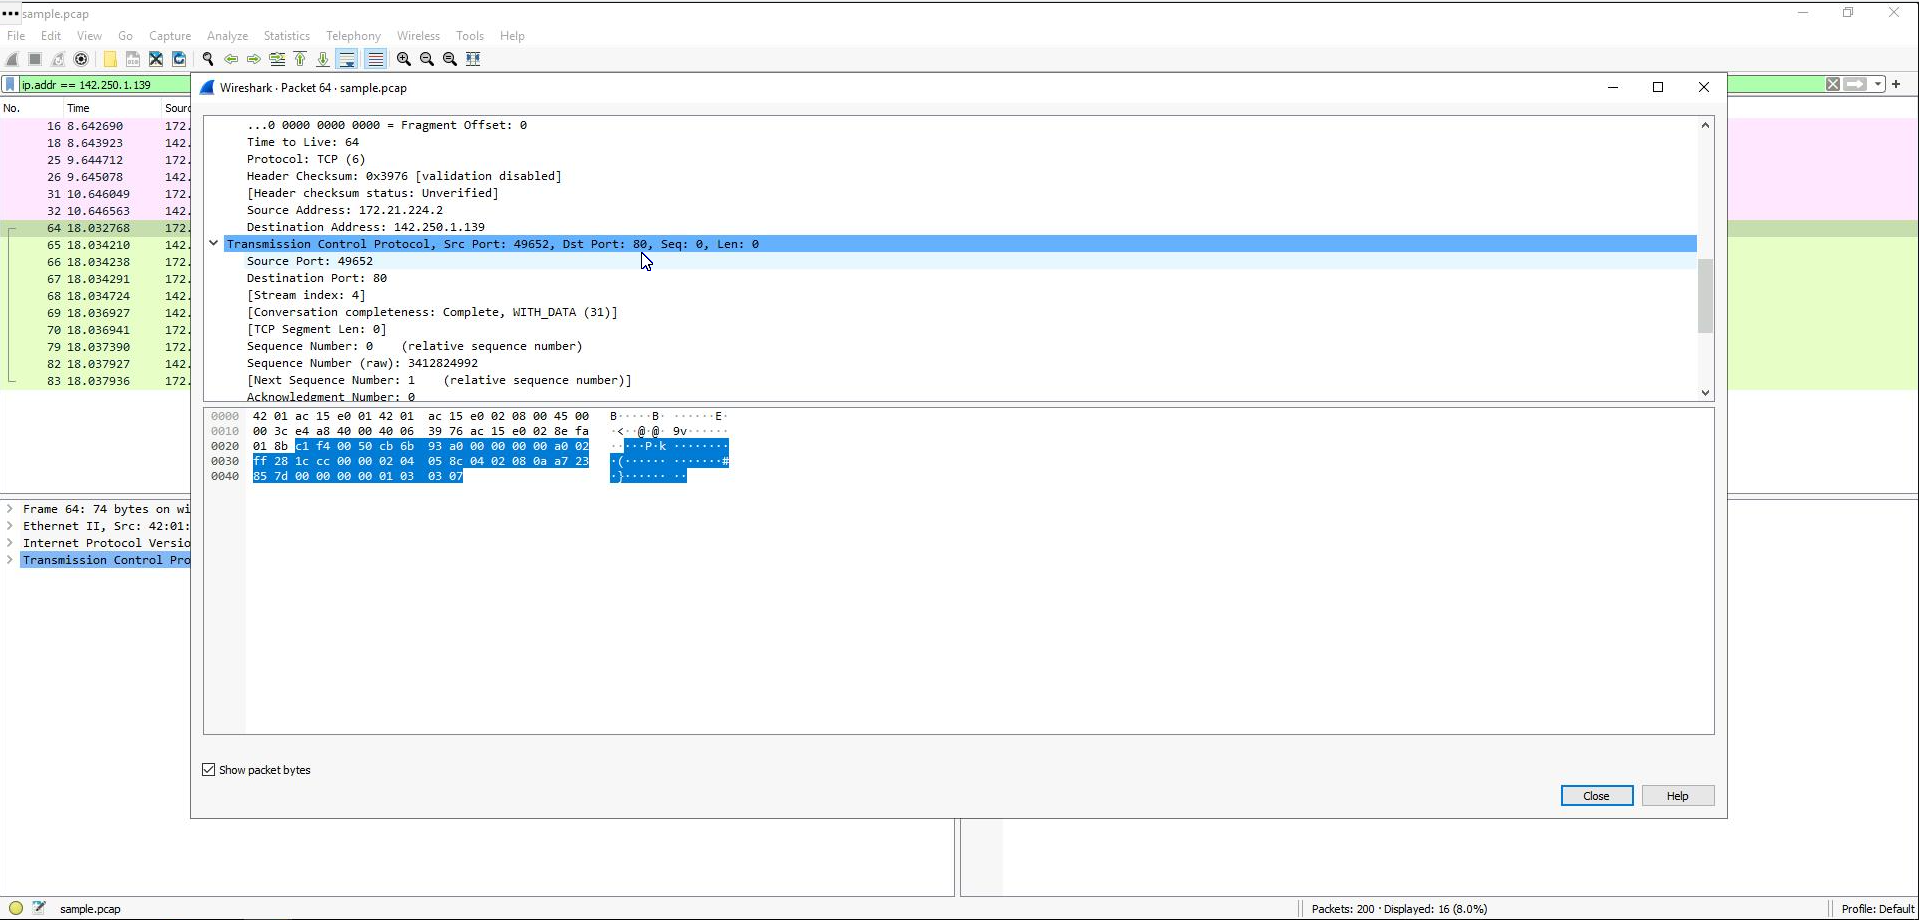 sample.pcap
File Edit View Go Capture Analyze Statistics Telephony Wireless Tools Help
ip.addr == 142.250.1.139
Wireshark · Packet 64 · sample.pcap
No. Time Sourc
16 8.642690 172.
18 8.643923 142.
25 9.644712 172.
26 9.645078 142.
31 10.646049 172.
32 10.646563 142.
64 18.032768 172.
65 18.034210 142.
66 18.034238 172.
67 18.034291 172.
68 18.034724 142.
69 18.036927 142.
70 18.036941 172.
79 18.037390 172.
82 18.037927 142.
83 18.037936 172.
...0 0000 0000 0000 = Fragment Offset: 0
Time to Live: 64
Protocol: TCP (6)
Header Checksum: 0x3976 [validation disabled]
[Header checksum status: Unverified]
Source Address: 172.21.224.2
Destination Address: 142.250.1.139
Transmission Control Protocol, Src Port: 49652, Dst Port: 80, Seq: 0, Len: 0
Source Port: 49652
Destination Port: 80
[Stream index: 4]
[Conversation completeness: Complete, WITH_DATA (31)]
[TCP Segment Len: 0]
Sequence Number: 0 (relative sequence number)
Sequence Number (raw): 3412824992
[Next Sequence Number: 1 (relative sequence number)]
Acknowledgment Number: 0
0000 42 01 ac 15 e0 01 42 01 ac 15 e0 02 08 00 45 00 B·····B· ······E·
0010 00 3c e4 a8 40 00 40 06 39 76 ac 15 e0 02 8e fa ·<··@·@· 9v······
0020 01 8b c1 f4 00 50 cb 6b 93 a0 00 00 00 00 a0 02 ·····P·k ········
0030 ff 28 1c cc 00 00 02 04 05 8c 04 02 08 0a a7 23 ·(······ ·······#
0040 85 7d 00 00 00 00 01 03 03 07 ·}······ ··
Frame 64: 74 bytes on wi
Ethernet II, Src: 42:01:
Internet Protocol Versio
Transmission Control Pro
Show packet bytes
Close Help
sample.pcap
Packets: 200 · Displayed: 16 (8.0%)
Profile: Default